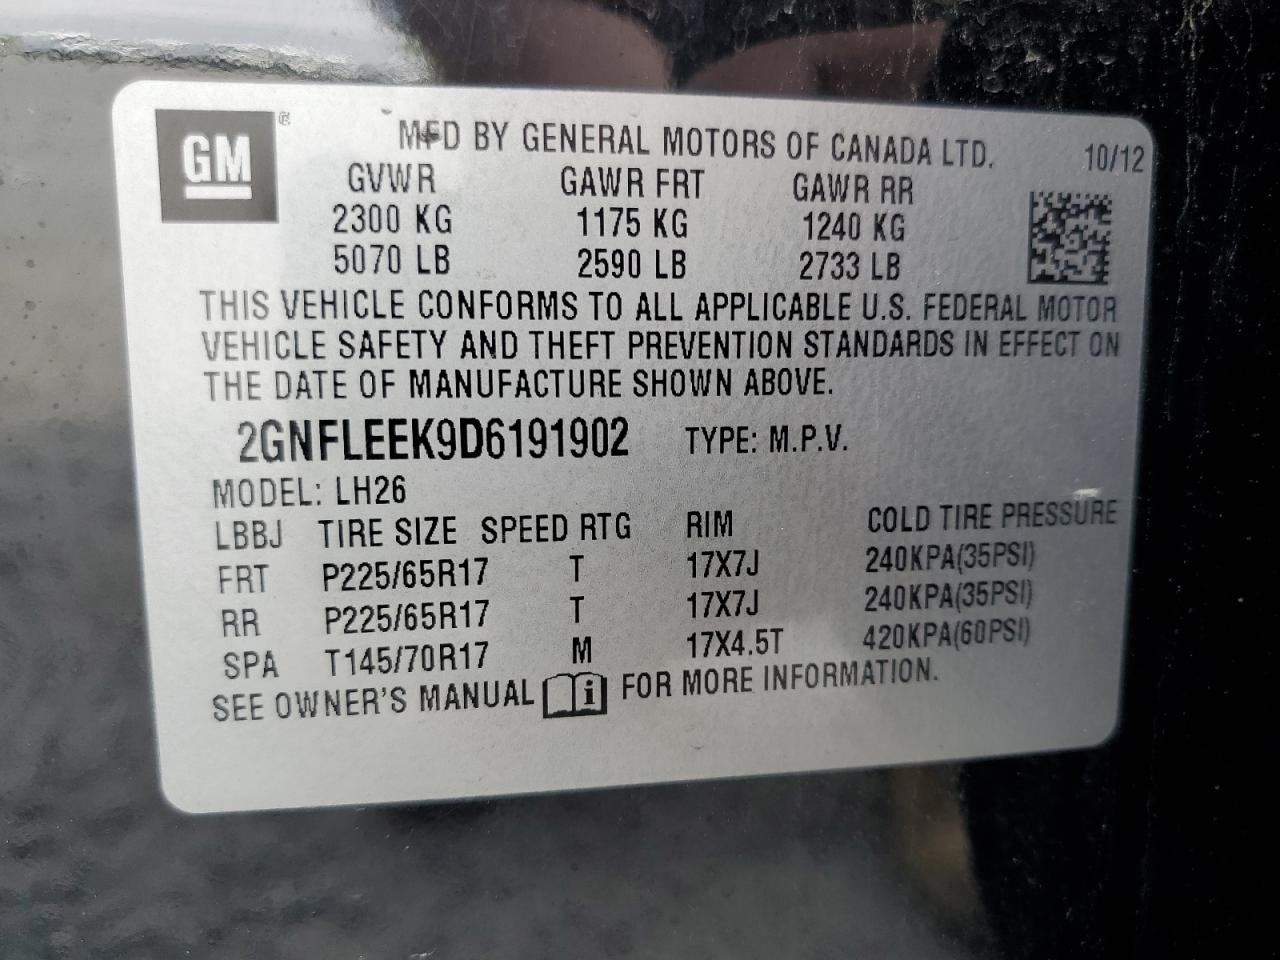 GM ® MFD BY GENERAL MOTORS OF CANADA LTD. 10/12
GVWR GAWR FRT GAWR RR
2300 KG 1175 KG 1240 KG
5070 LB 2590 LB 2733 LB
THIS VEHICLE CONFORMS TO ALL APPLICABLE U.S. FEDERAL MOTOR
VEHICLE SAFETY AND THEFT PREVENTION STANDARDS IN EFFECT ON
THE DATE OF MANUFACTURE SHOWN ABOVE.
2GNFLEEK9D6191902 TYPE: M.P.V.
MODEL: LH26
LBBJ TIRE SIZE SPEED RTG RIM COLD TIRE PRESSURE
FRT P225/65R17 T 17X7J 240KPA(35PSI)
RR P225/65R17 T 17X7J 240KPA(35PSI)
SPA T145/70R17 M 17X4.5T 420KPA(60PSI)
SEE OWNER'S MANUAL i FOR MORE INFORMATION.